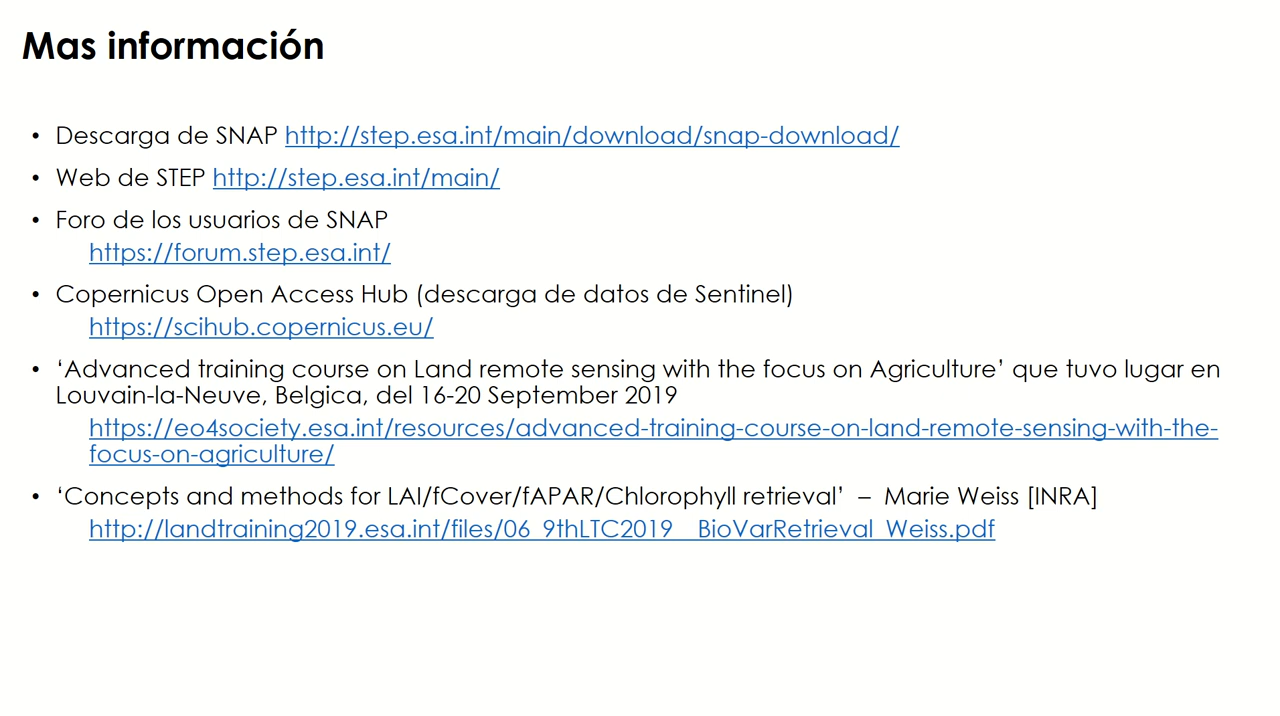 Mas información
• Descarga de SNAP http://step.esa.int/main/download/snap-download/
• Web de STEP http://step.esa.int/main/
• Foro de los usuarios de SNAP
https://forum.step.esa.int/
• Copernicus Open Access Hub (descarga de datos de Sentinel)
https://scihub.copernicus.eu/
• ‘Advanced training course on Land remote sensing with the focus on Agriculture’ que tuvo lugar en
Louvain-la-Neuve, Belgica, del 16-20 September 2019
https://eo4society.esa.int/resources/advanced-training-course-on-land-remote-sensing-with-the-
focus-on-agriculture/
• ‘Concepts and methods for LAI/fCover/fAPAR/Chlorophyll retrieval’ – Marie Weiss [INRA]
http://landtraining2019.esa.int/files/06_9thLTC2019__BioVarRetrieval_Weiss.pdf